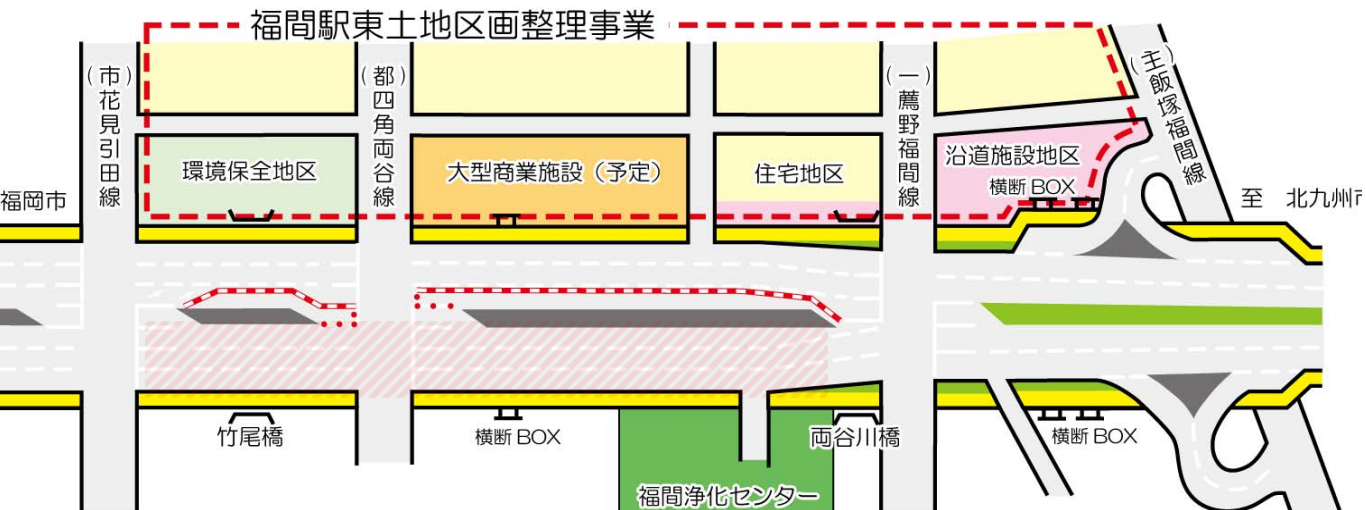 福間駅東土地区画整理事業
(市)花見引田線
(都)四角両谷線
(一)薦野福間線
(主)飯塚福間線
環境保全地区
大型商業施設(予定)
住宅地区
沿道施設地区
横断BOX
福岡市
至 北九州市
竹尾橋
横断BOX
両谷川橋
横断BOX
福間浄化センター